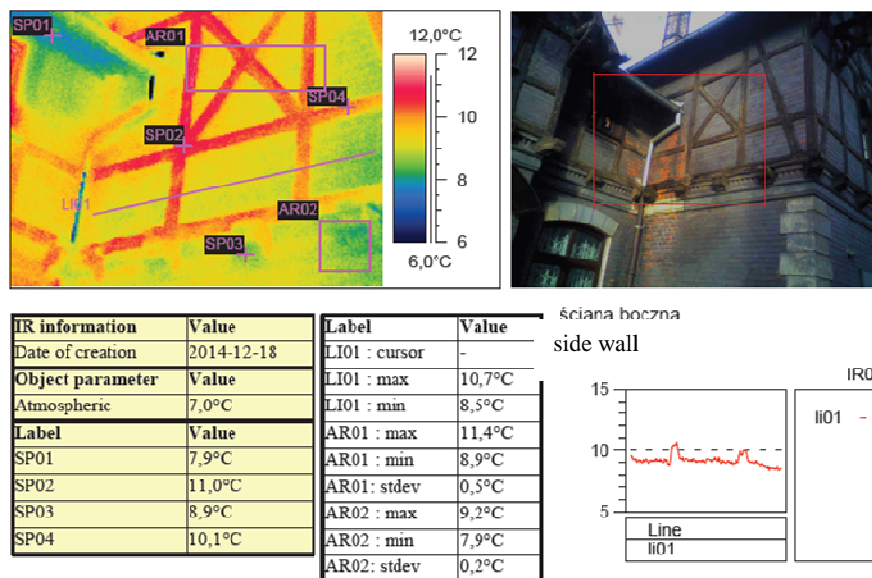 SP01
AR01
SP04
SP02
LI01
AR02
SP03
12,0°C
12
10
8
6
6,0°C
IR information Value
Date of creation 2014-12-18
Object parameter Value
Atmospheric 7,0°C
Label Value
SP01 7,9°C
SP02 11,0°C
SP03 8,9°C
SP04 10,1°C
Label Value
LI01 : cursor -
LI01 : max 10,7°C
LI01 : min 8,5°C
AR01 : max 11,4°C
AR01 : min 8,9°C
AR01: stdev 0,5°C
AR02 : max 9,2°C
AR02 : min 7,9°C
AR02: stdev 0,2°C
ściana boczna
side wall
15
10
5
Line
li01
IR0
li01 -